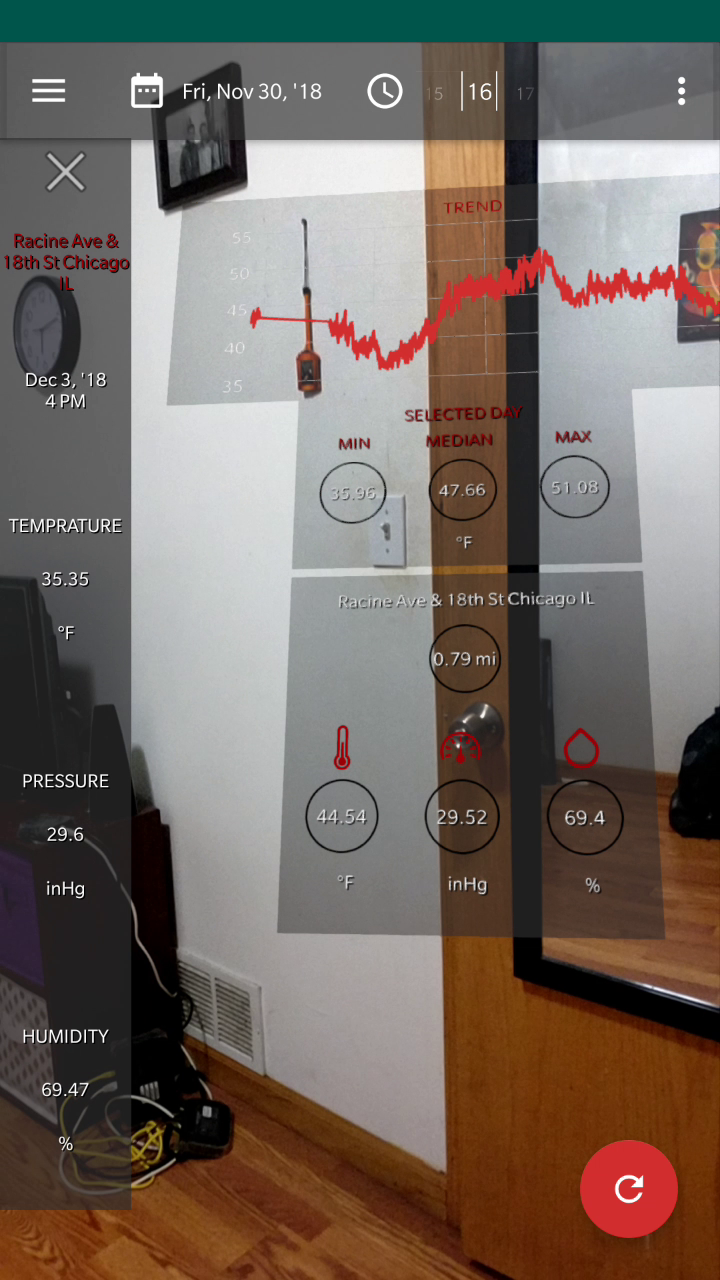 Fri, Nov 30, '18
15 16 17
Racine Ave &
18th St Chicago
IL
Dec 3, '18
4 PM
TEMPRATURE
35.35
°F
PRESSURE
29.6
inHg
HUMIDITY
69.47
%
TREND
55
50
45
40
35
SELECTED DAY
MIN MEDIAN MAX
35.96 47.66 51.08
°F
Racine Ave & 18th St Chicago IL
0.79 mi
44.54 29.52 69.4
°F inHg %